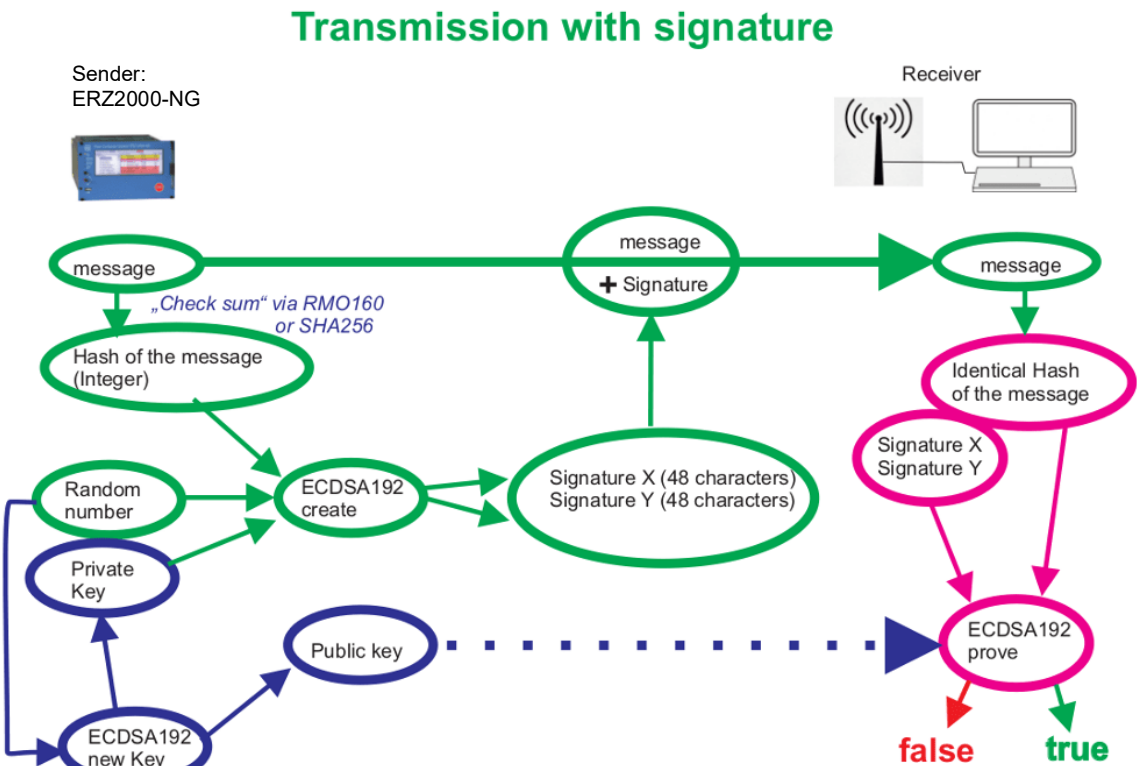 Transmission with signature
Sender:
ERZ2000-NG
Receiver
message
message
+ Signature
message
„Check sum“ via RMO160
or SHA256
Hash of the message
(Integer)
Identical Hash
of the message
Signature X
Signature Y
Random
number
ECDSA192
create
Signature X (48 characters)
Signature Y (48 characters)
Private
Key
Public key
ECDSA192
prove
ECDSA192
new Key
false
true